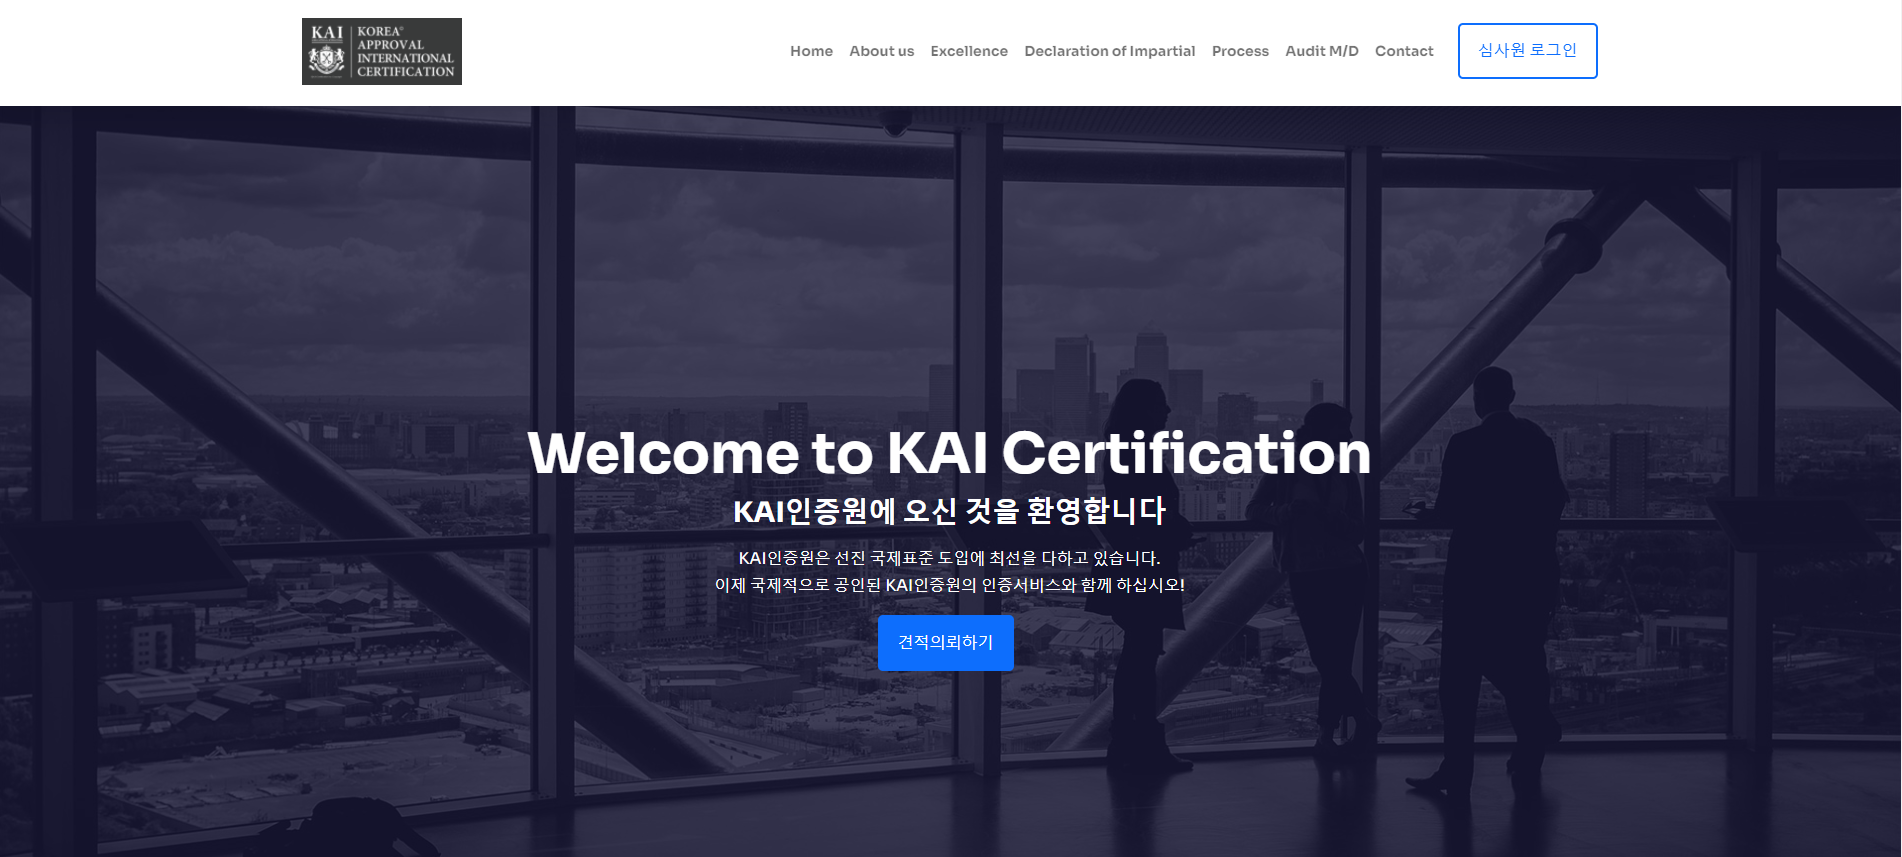 KAI
KOREA
APPROVAL
INTERNATIONAL
CERTIFICATION
Home
About us
Excellence
Declaration of Impartial
Process
Audit M/D
Contact
심사원 로그인
Welcome to KAI Certification
KAI인증원에 오신 것을 환영합니다
KAI인증원은 선진 국제표준 도입에 최선을 다하고 있습니다.
이제 국제적으로 공인된 KAI인증원의 인증서비스와 함께 하십시오!
견적의뢰하기